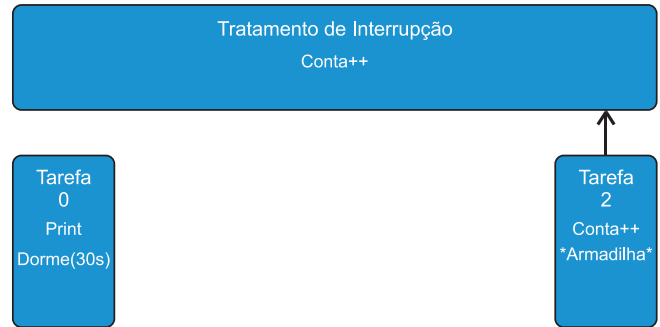 Tratamento de Interrupção
Conta++
Tarefa
0
Print
Dorme(30s)
Tarefa
2
Conta++
*Armadilha*